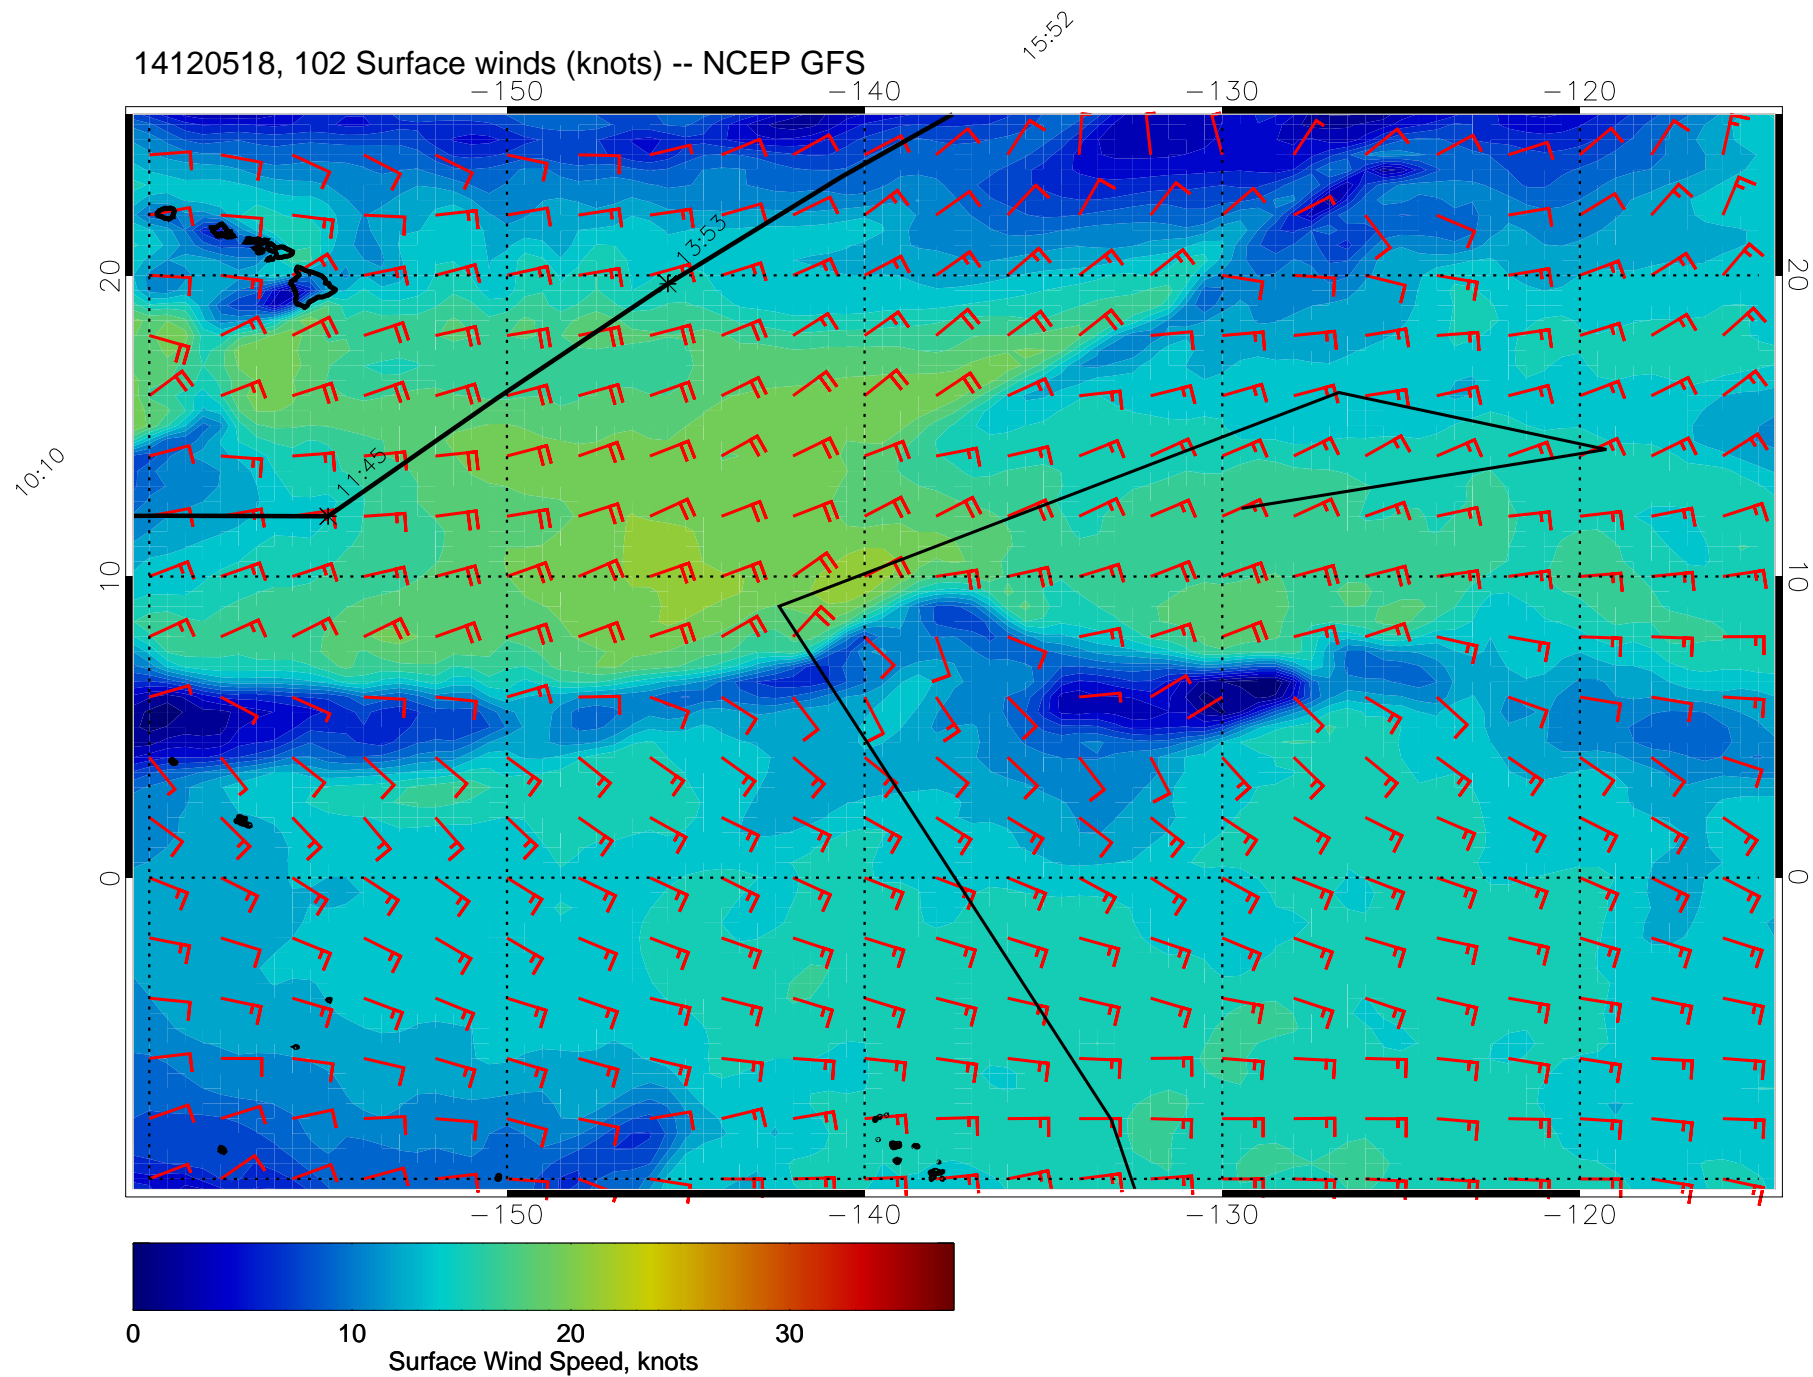 15:52
14120518, 102 Surface winds (knots) -- NCEP GFS
-150 -140 -130 -120
13:53
20 20
11:45
10:10
10 10
0 0
-150 -140 -130 -120
0 10 20 30
Surface Wind Speed, knots